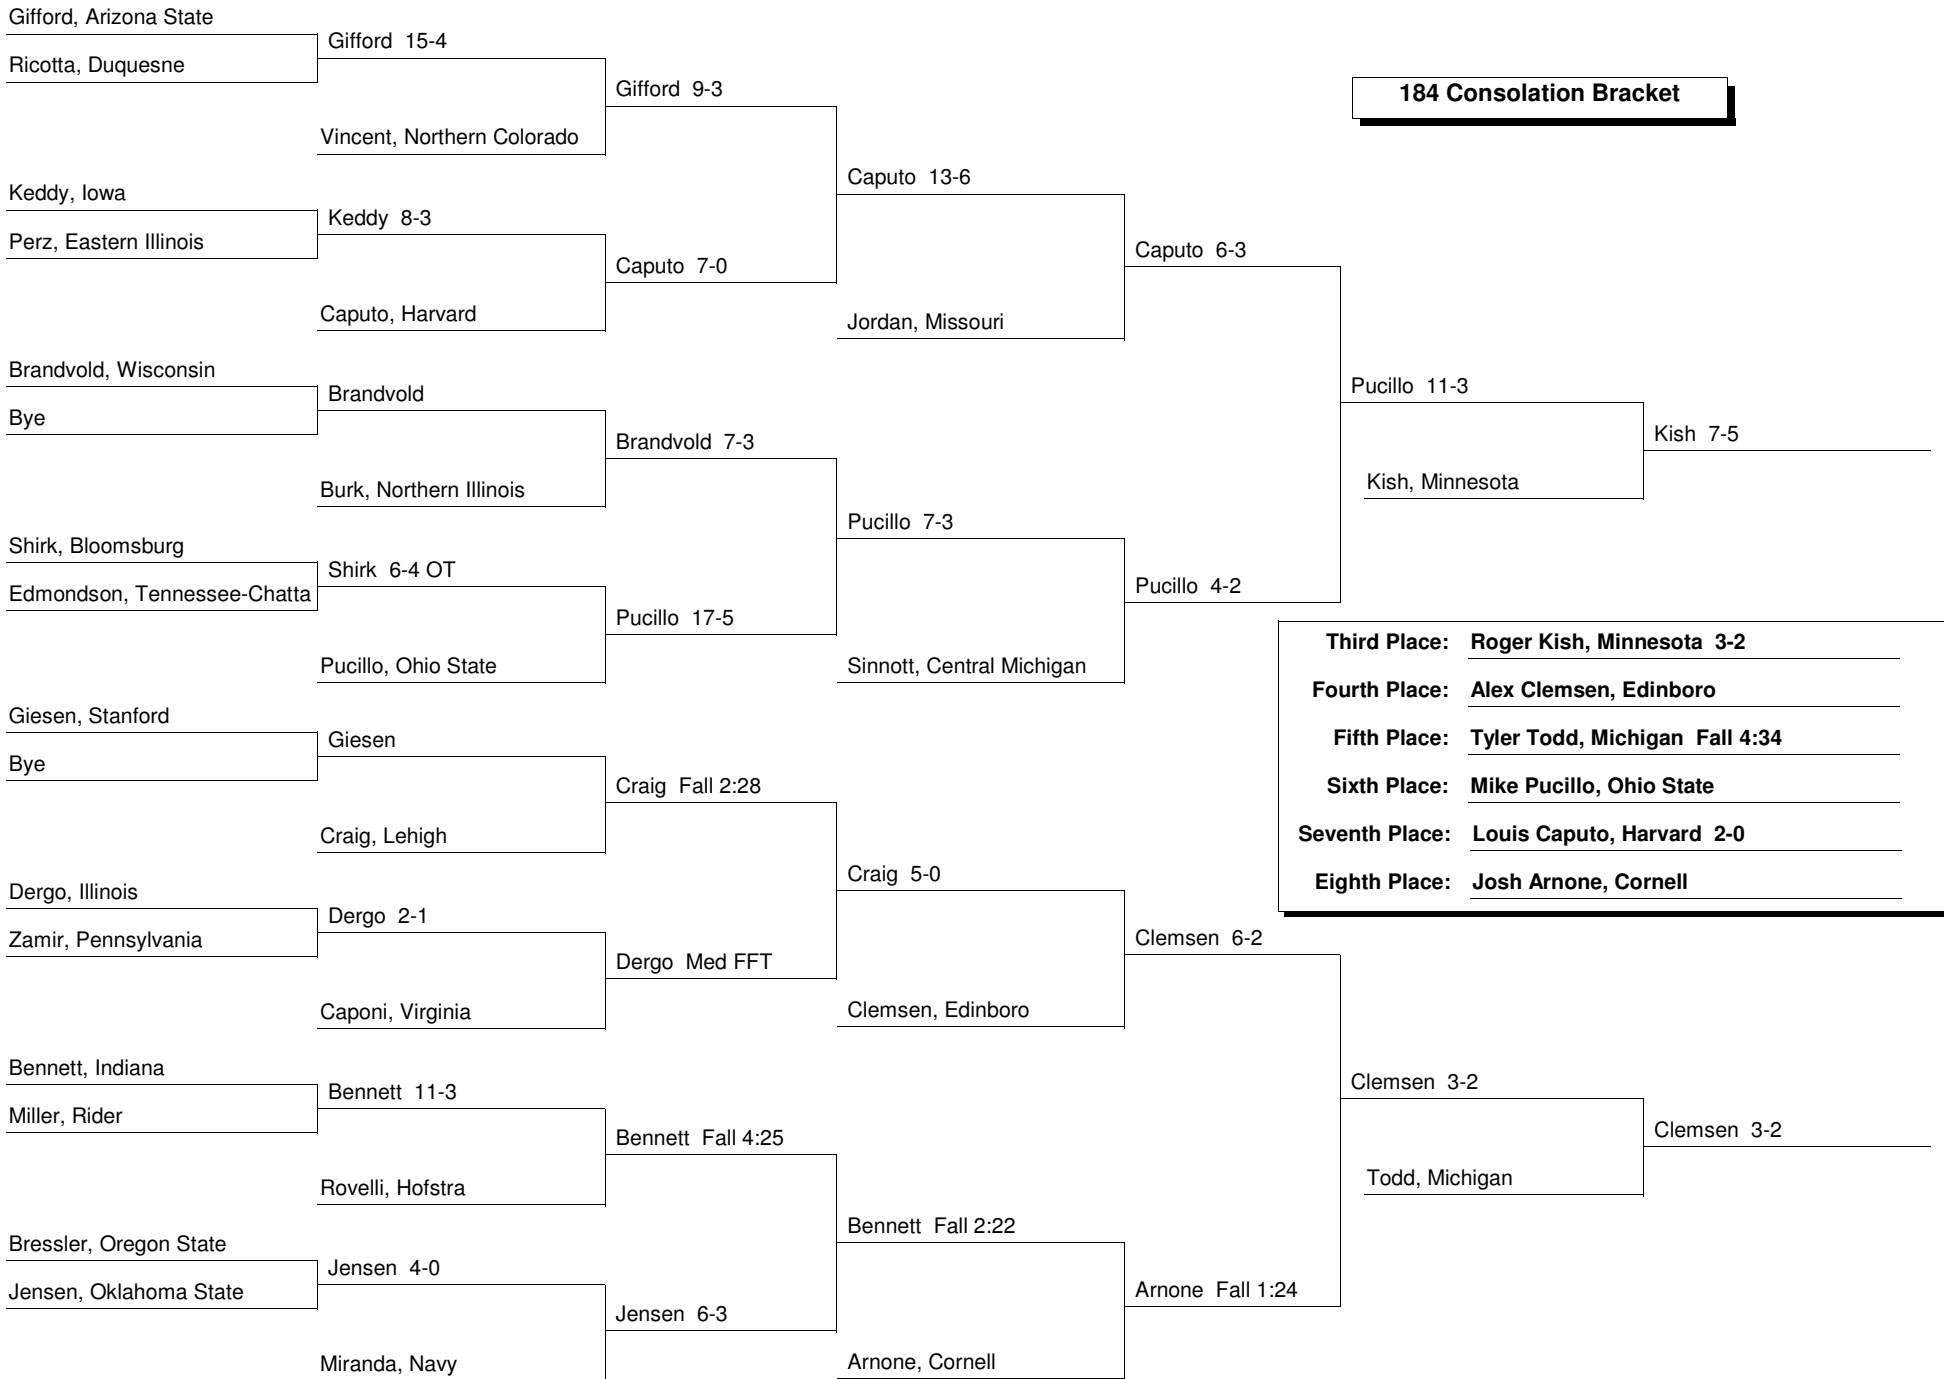 Gifford, Arizona State
Ricotta, Duquesne
Gifford 15-4
Vincent, Northern Colorado
Gifford 9-3
184 Consolation Bracket
Keddy, Iowa
Perz, Eastern Illinois
Keddy 8-3
Caputo, Harvard
Caputo 7-0
Caputo 13-6
Jordan, Missouri
Caputo 6-3
Brandvold, Wisconsin
Bye
Brandvold
Burk, Northern Illinois
Brandvold 7-3
Shirk, Bloomsburg
Edmondson, Tennessee-Chatta
Shirk 6-4 OT
Pucillo, Ohio State
Pucillo 17-5
Pucillo 7-3
Sinnott, Central Michigan
Pucillo 4-2
Pucillo 11-3
Kish, Minnesota
Kish 7-5
Third Place: Roger Kish, Minnesota 3-2
Fourth Place: Alex Clemsen, Edinboro
Fifth Place: Tyler Todd, Michigan Fall 4:34
Sixth Place: Mike Pucillo, Ohio State
Seventh Place: Louis Caputo, Harvard 2-0
Eighth Place: Josh Arnone, Cornell
Giesen, Stanford
Bye
Giesen
Craig, Lehigh
Craig Fall 2:28
Dergo, Illinois
Zamir, Pennsylvania
Dergo 2-1
Caponi, Virginia
Dergo Med FFT
Craig 5-0
Clemsen, Edinboro
Clemsen 6-2
Bennett, Indiana
Miller, Rider
Bennett 11-3
Rovelli, Hofstra
Bennett Fall 4:25
Bressler, Oregon State
Jensen, Oklahoma State
Jensen 4-0
Miranda, Navy
Jensen 6-3
Bennett Fall 2:22
Arnone, Cornell
Arnone Fall 1:24
Clemsen 3-2
Todd, Michigan
Clemsen 3-2